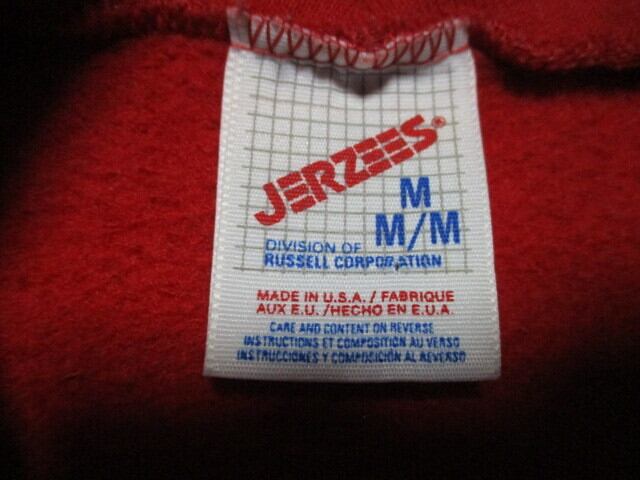 JERZEES®
M
M/M
DIVISION OF
RUSSELL CORPORATION
MADE IN U.S.A. / FABRIQUE
AUX E.U. /HECHO EN E.U.A.
CARE AND CONTENT ON REVERSE
INSTRUCTIONS ET COMPOSITION AU VERSO
INSTRUCCIONES Y COMPOSICIÓN AL REVERSO